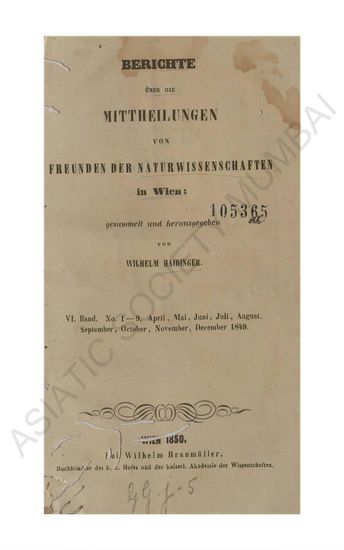 BERICHTE
ÜBER DIE
MITTHEILUNGEN
VON
FREUNDEN DER NATURWISSENSCHAFTEN
in Wien:
105365
gesammelt und herausgegeben
VON
WILHELM HAIDINGER.
VI. Band. No. 1—9. April, Mai, Juni, Juli, August,
September, October, November, December 1849.
WIEN 1850.
Bei Wilhelm Braumüller,
Buchhändler des k. k. Hofes und der kaiserl. Akademie der Wissenschaften.
GG-j-5
ASIATIC SOCIETY MUMBAI